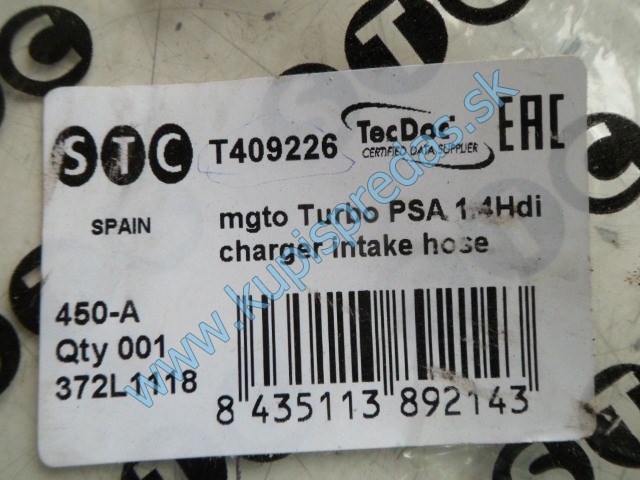 STC T409226 TecDoc EAC
CERTIFIED DATA SUPPLIER
SPAIN
mgto Turbo PSA 1.4Hdi
charger intake hose
450-A
Qty 001
372L1118
8 435113 892143
www.kupispredas.sk